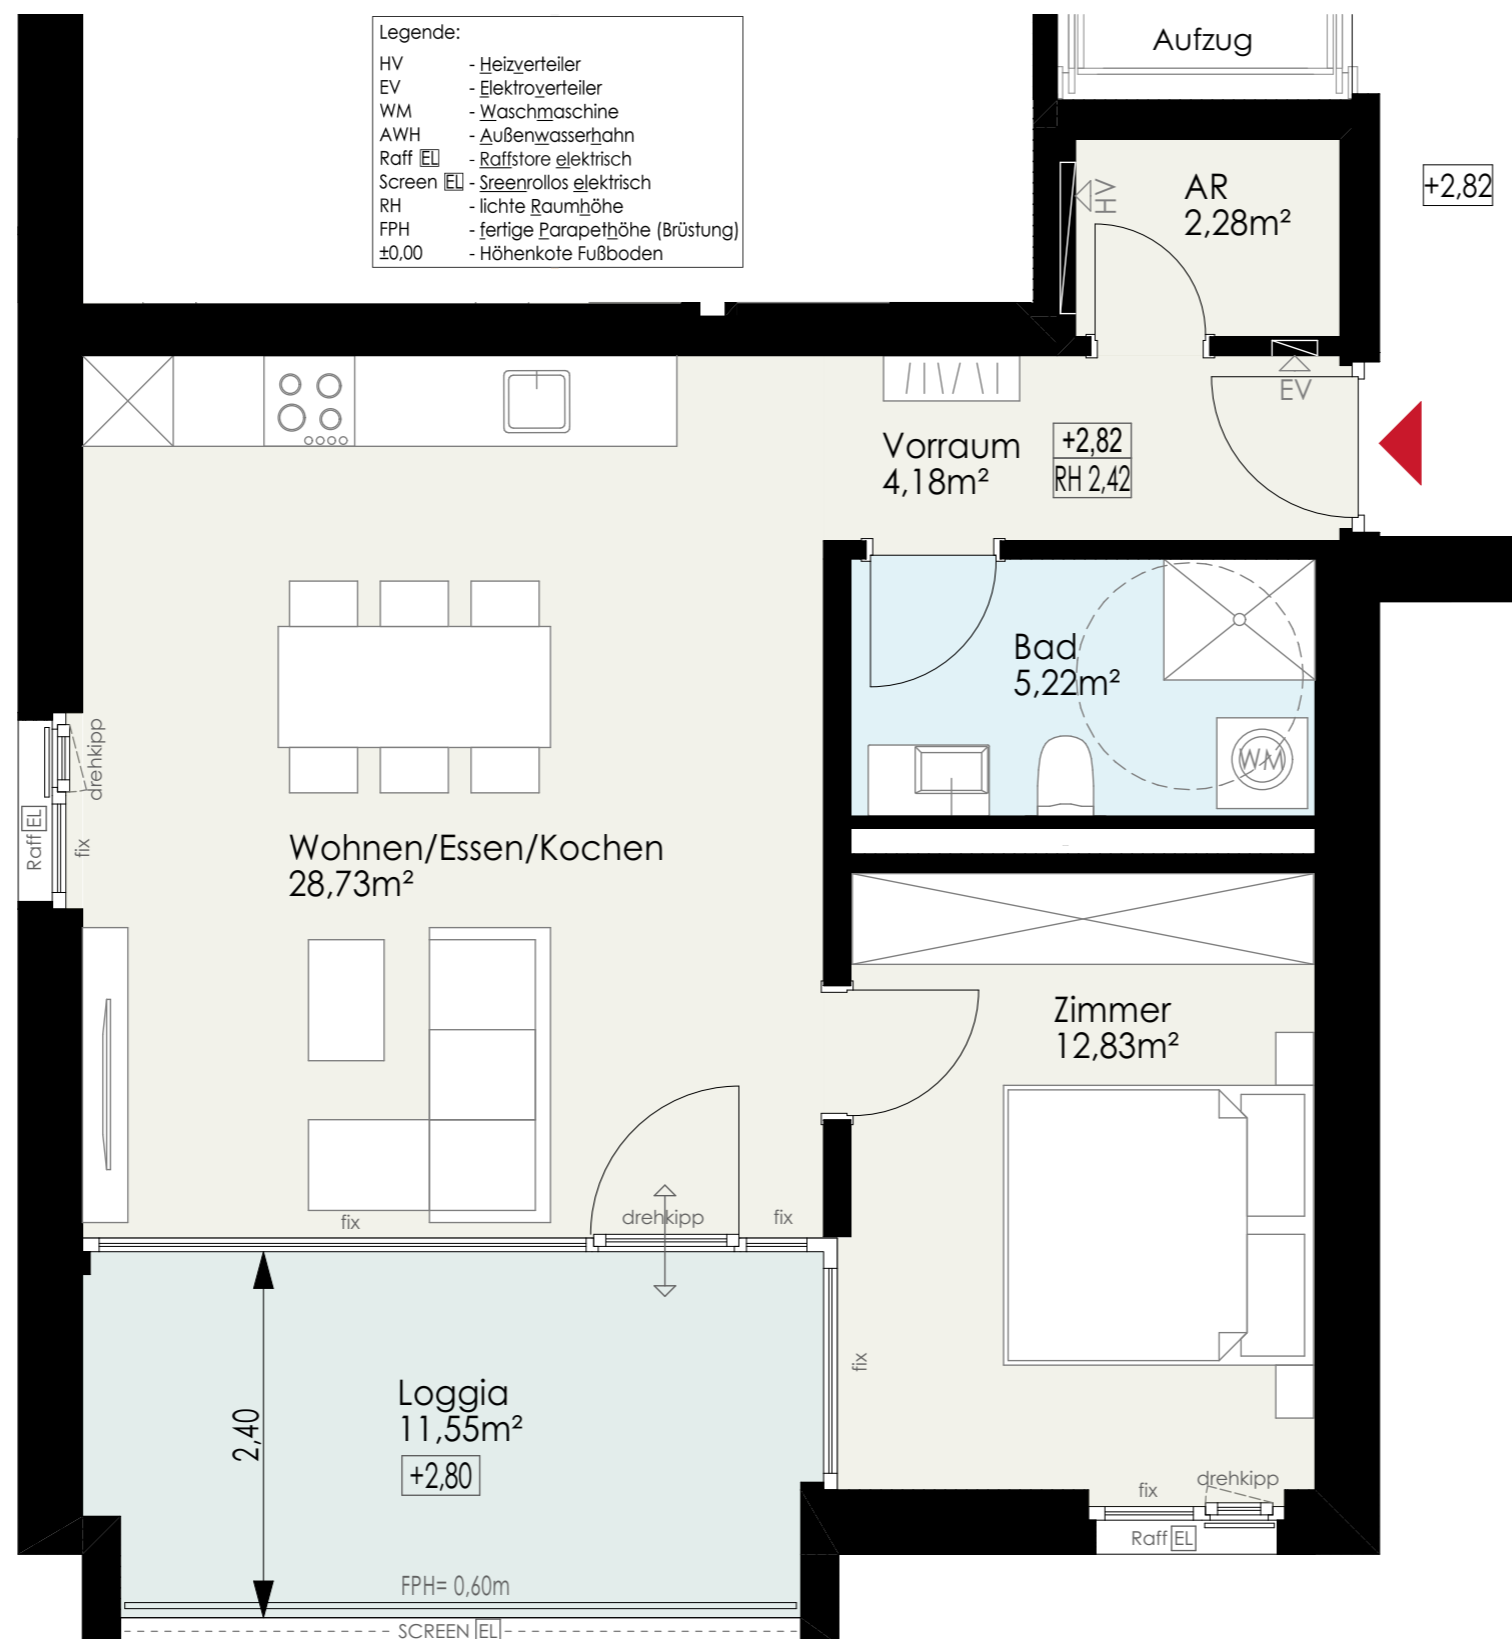 Legende:
HV - Heizverteiler
EV - Elektroverteiler
WM - Waschmaschine
AWH - Außenwasserhahn
Raff EL - Raffstore elektrisch
Screen EL - Sreenrollos elektrisch
RH - lichte Raumhöhe
FPH - fertige Parapethöhe (Brüstung)
±0,00 - Höhenkote Fußboden
Aufzug
HV
AR
2,28m²
+2,82
EV
Vorraum
4,18m²
+2,82
RH 2,42
Bad
5,22m²
WM
drehkipp
fix
Raff EL
Wohnen/Essen/Kochen
28,73m²
Zimmer
12,83m²
fix
drehkipp
fix
fix
Loggia
11,55m²
+2,80
2,40
fix
drehkipp
Raff EL
FPH= 0,60m
SCREEN EL